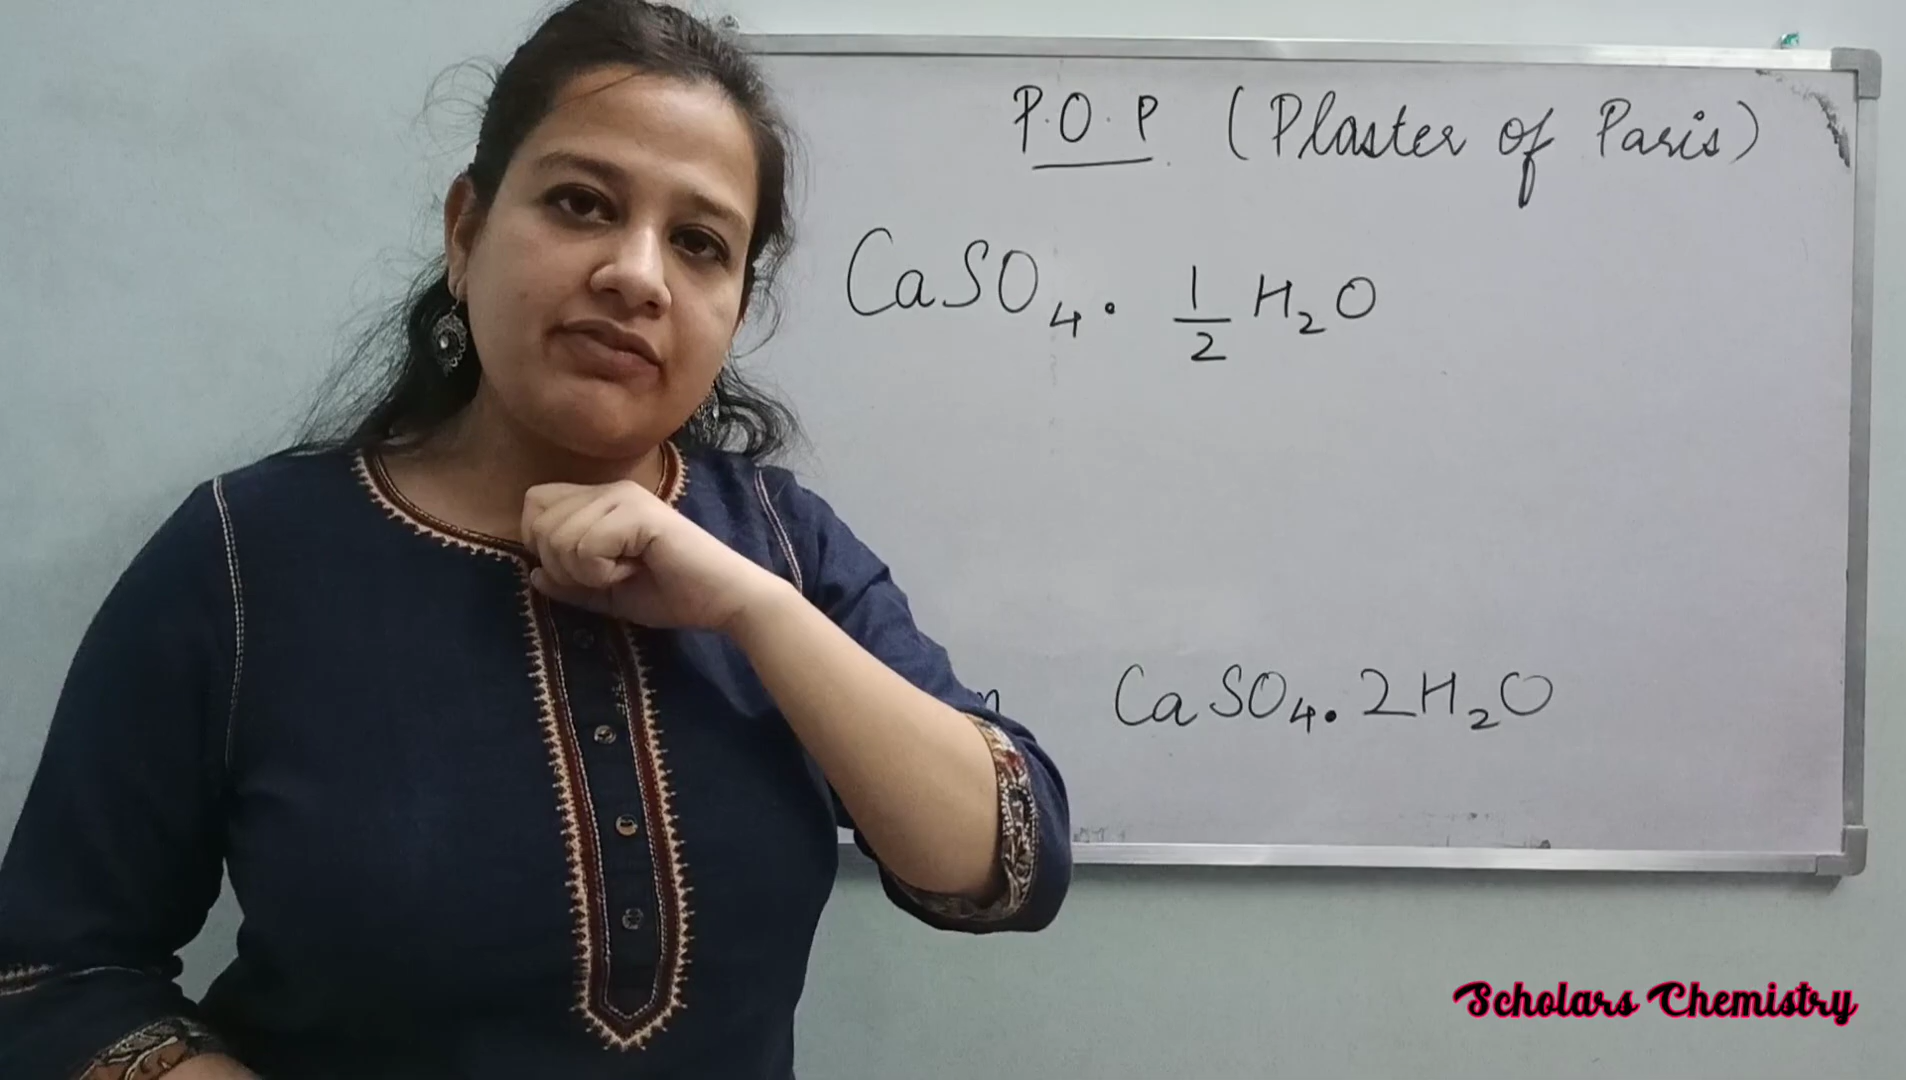 P.O.P (Plaster of Paris)
CaSO₄ · 1/2 H₂O
CaSO₄ · 2H₂O
Scholars Chemistry